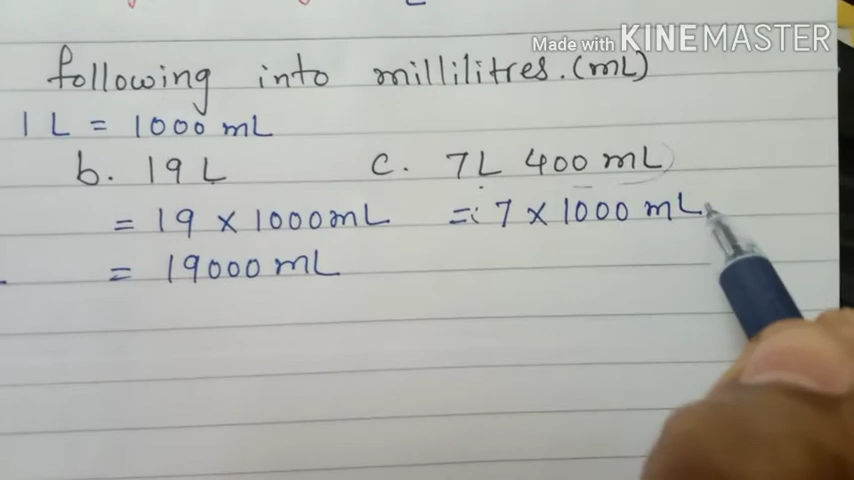 Made with KINEMASTER
following into millilitres. (mL)
1 L = 1000 mL
b. 19 L
= 19 x 1000 mL
= 19000 mL
c. 7L 400 mL
= 7 x 1000 mL